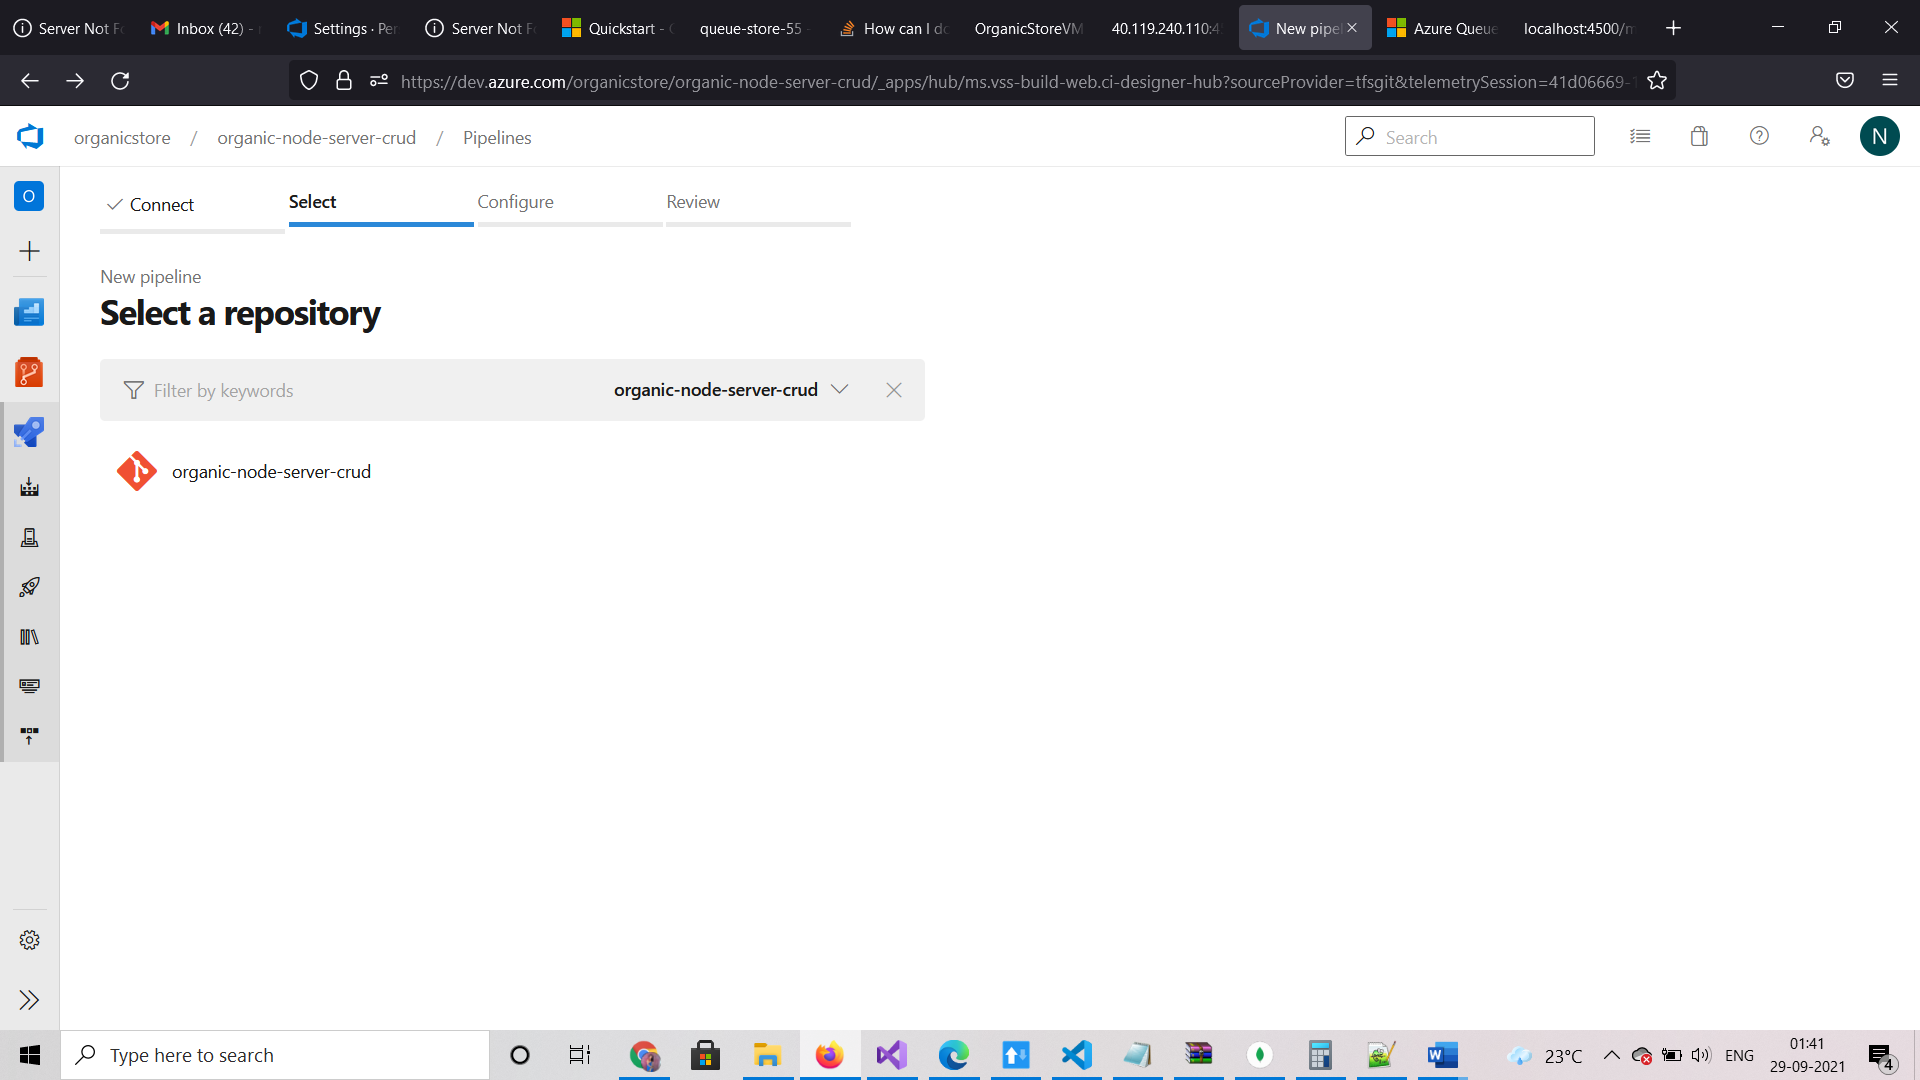 Server Not Fo
Inbox (42) -
Settings · Per
Server Not Fo
Quickstart -
queue-store-55
How can I do
OrganicStoreVM
40.119.240.110:4
New pipel
Azure Queue
localhost:4500/m
https://dev.azure.com/organicstore/organic-node-server-crud/_apps/hub/ms.vss-build-web.ci-designer-hub?sourceProvider=tfsgit&telemetrySession=41d06669-
organicstore / organic-node-server-crud / Pipelines
Search
N
O
Connect
Select
Configure
Review
New pipeline
Select a repository
Filter by keywords
organic-node-server-crud
organic-node-server-crud
Type here to search
23°C
ENG
01:41
29-09-2021
4